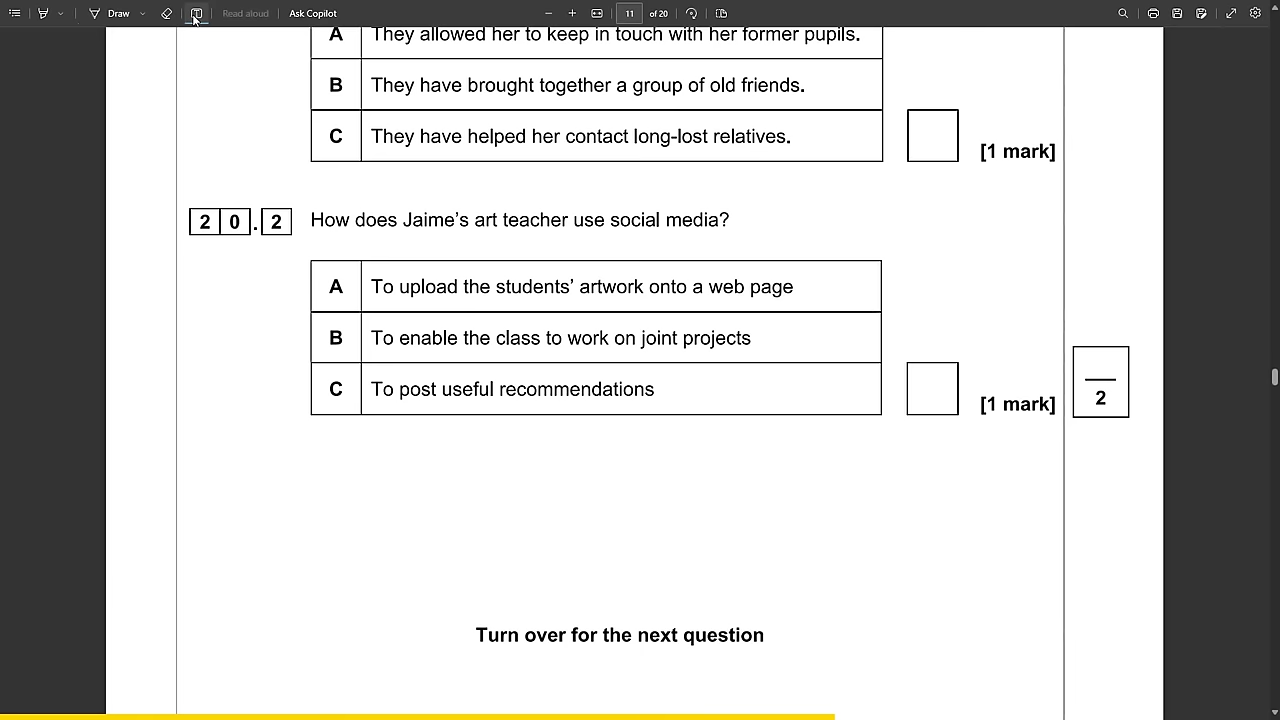 Draw
Read aloud
Ask Copilot
11 of 20
A They allowed her to keep in touch with her former pupils.
B They have brought together a group of old friends.
C They have helped her contact long-lost relatives.
[1 mark]
2 0 . 2 How does Jaime's art teacher use social media?
A To upload the students' artwork onto a web page
B To enable the class to work on joint projects
C To post useful recommendations
[1 mark]
2
Turn over for the next question